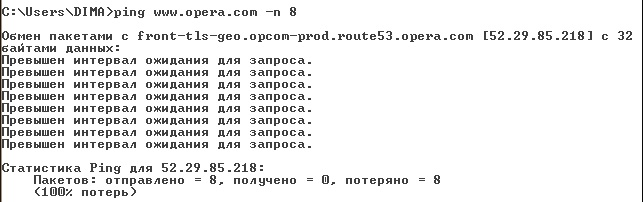 C:\Users\DIMA>ping www.opera.com -n 8
Обмен пакетами с front-tls-geo.opcom-prod.route53.opera.com [52.29.85.218] с 32
байтами данных:
Превышен интервал ожидания для запроса.
Превышен интервал ожидания для запроса.
Превышен интервал ожидания для запроса.
Превышен интервал ожидания для запроса.
Превышен интервал ожидания для запроса.
Превышен интервал ожидания для запроса.
Превышен интервал ожидания для запроса.
Превышен интервал ожидания для запроса.
Статистика Ping для 52.29.85.218:
Пакетов: отправлено = 8, получено = 0, потеряно = 8
(100% потерь)